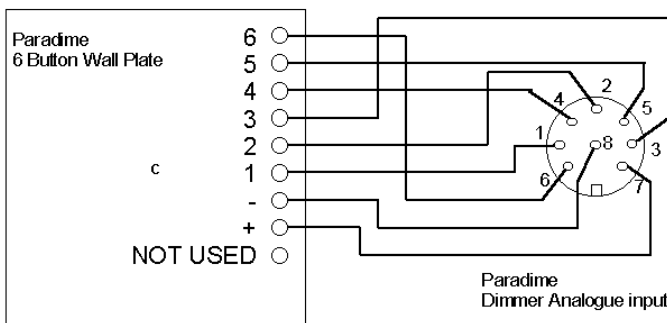 Paradime
6 Button Wall Plate
6
5
4
3
2
1
-
+
NOT USED
c
2
4
5
1
8
3
6
7
Paradime
Dimmer Analogue input